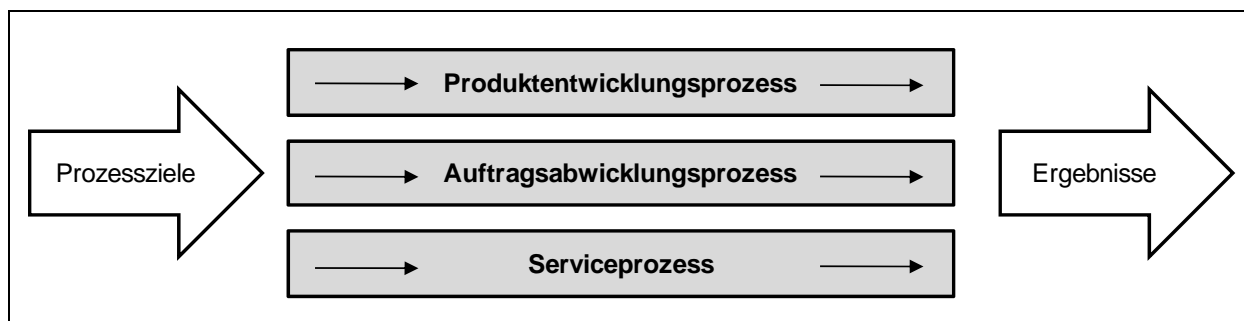 Produktentwicklungsprozess
Prozessziele
Auftragsabwicklungsprozess
Ergebnisse
Serviceprozess